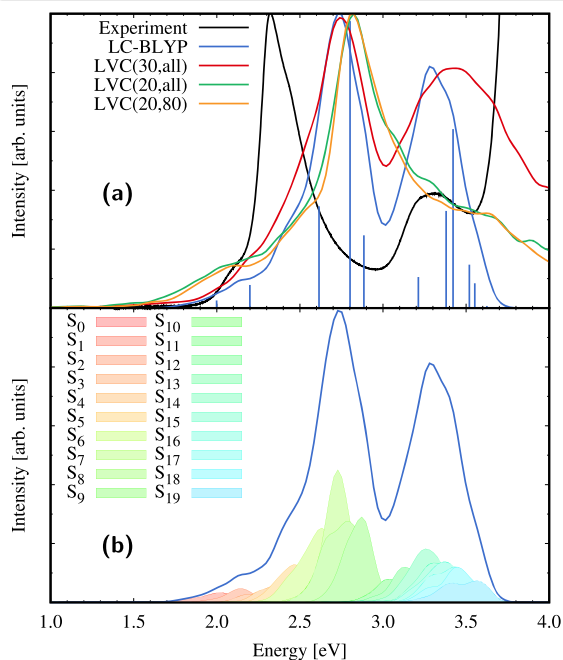 Experiment
LC-BLYP
LVC(30,all)
LVC(20,all)
LVC(20,80)
(a)
Intensity [arb. units]
S0 S10
S1 S11
S2 S12
S3 S13
S4 S14
S5 S15
S6 S16
S7 S17
S8 S18
S9 S19
(b)
Intensity [arb. units]
1.0 1.5 2.0 2.5 3.0 3.5 4.0
Energy [eV]